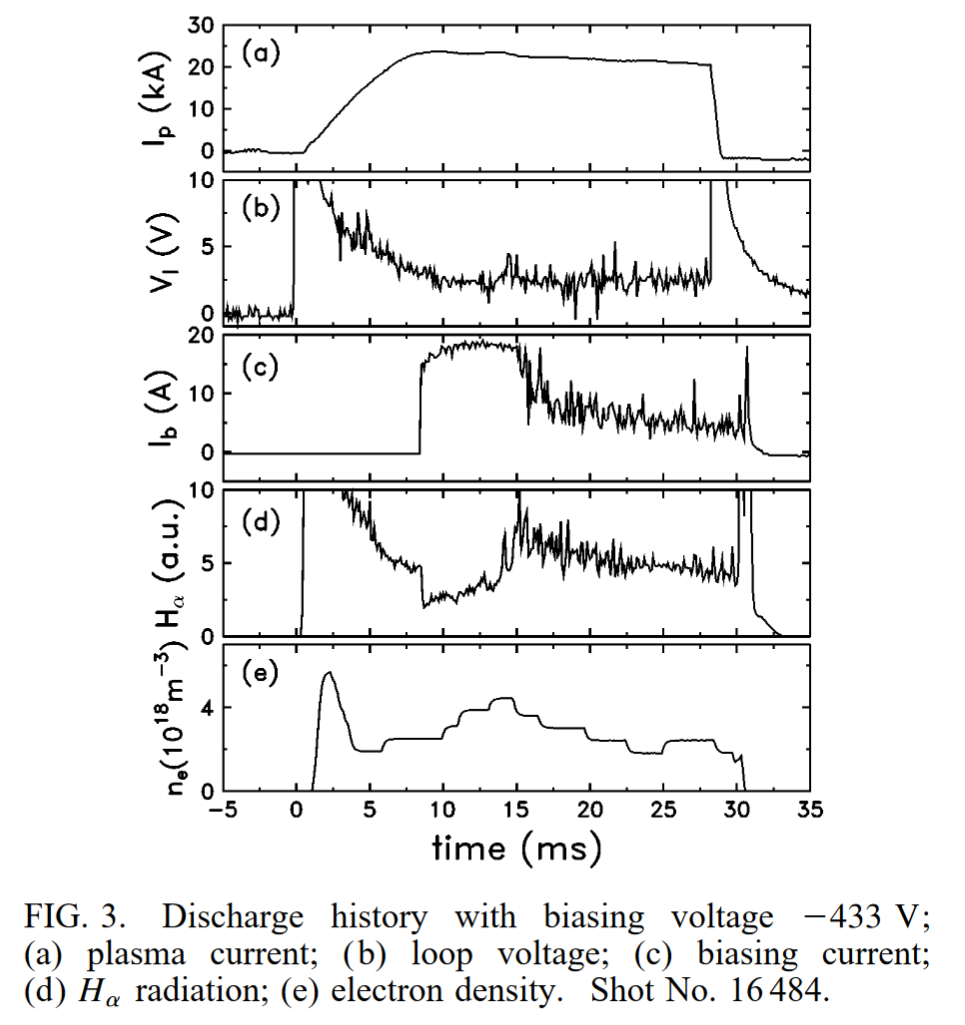 30
20
10
0
I_p (kA)
(a)
10
5
0
V_l (V)
(b)
20
10
0
I_b (A)
(c)
10
5
0
H_α (a.u.)
(d)
4
0
n_e(10^18m^−3)
(e)
−5 0 5 10 15 20 25 30 35
time (ms)
FIG. 3. Discharge history with biasing voltage −433 V;
(a) plasma current; (b) loop voltage; (c) biasing current;
(d) H_α radiation; (e) electron density. Shot No. 16 484.